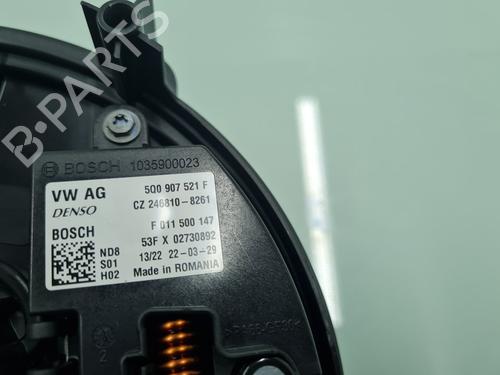 B-PARTS
BOSCH 1035900023
VW AG 5Q0 907 521 F
DENSO CZ 246810-8261
BOSCH F 011 500 147
53F X 02730892
ND8 13/22 22-03-29
S01 Made in ROMANIA
H02
2